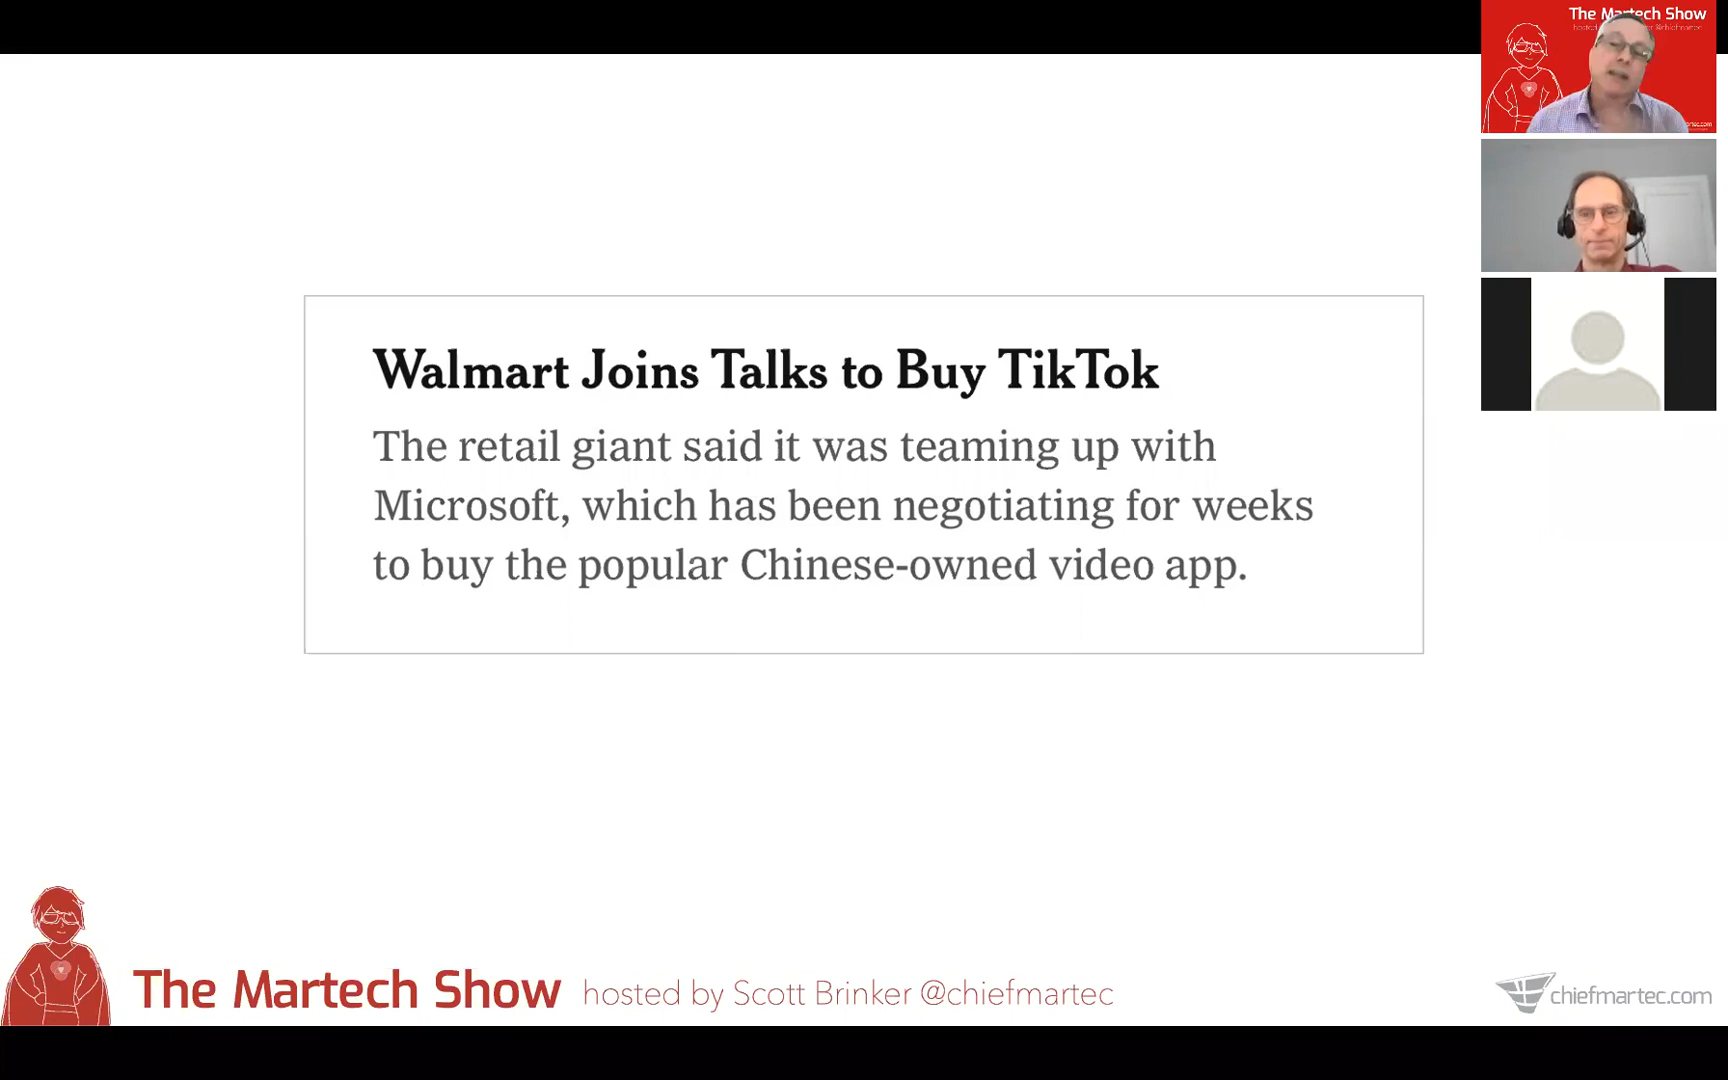 The Martech Show
Walmart Joins Talks to Buy TikTok
The retail giant said it was teaming up with
Microsoft, which has been negotiating for weeks
to buy the popular Chinese-owned video app.
The Martech Show hosted by Scott Brinker @chiefmartec
chiefmartec.com